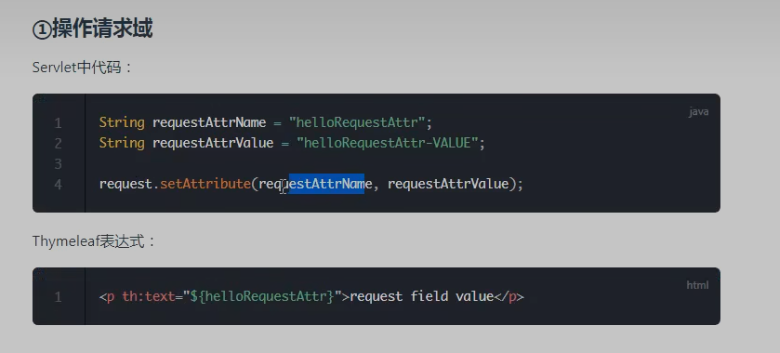 ①操作请求域
Servlet中代码：
java
1 String requestAttrName = "helloRequestAttr";
2 String requestAttrValue = "helloRequestAttr-VALUE";
3
4 request.setAttribute(requestAttrName, requestAttrValue);
Thymeleaf表达式：
html
1 <p th:text="${helloRequestAttr}">request field value</p>